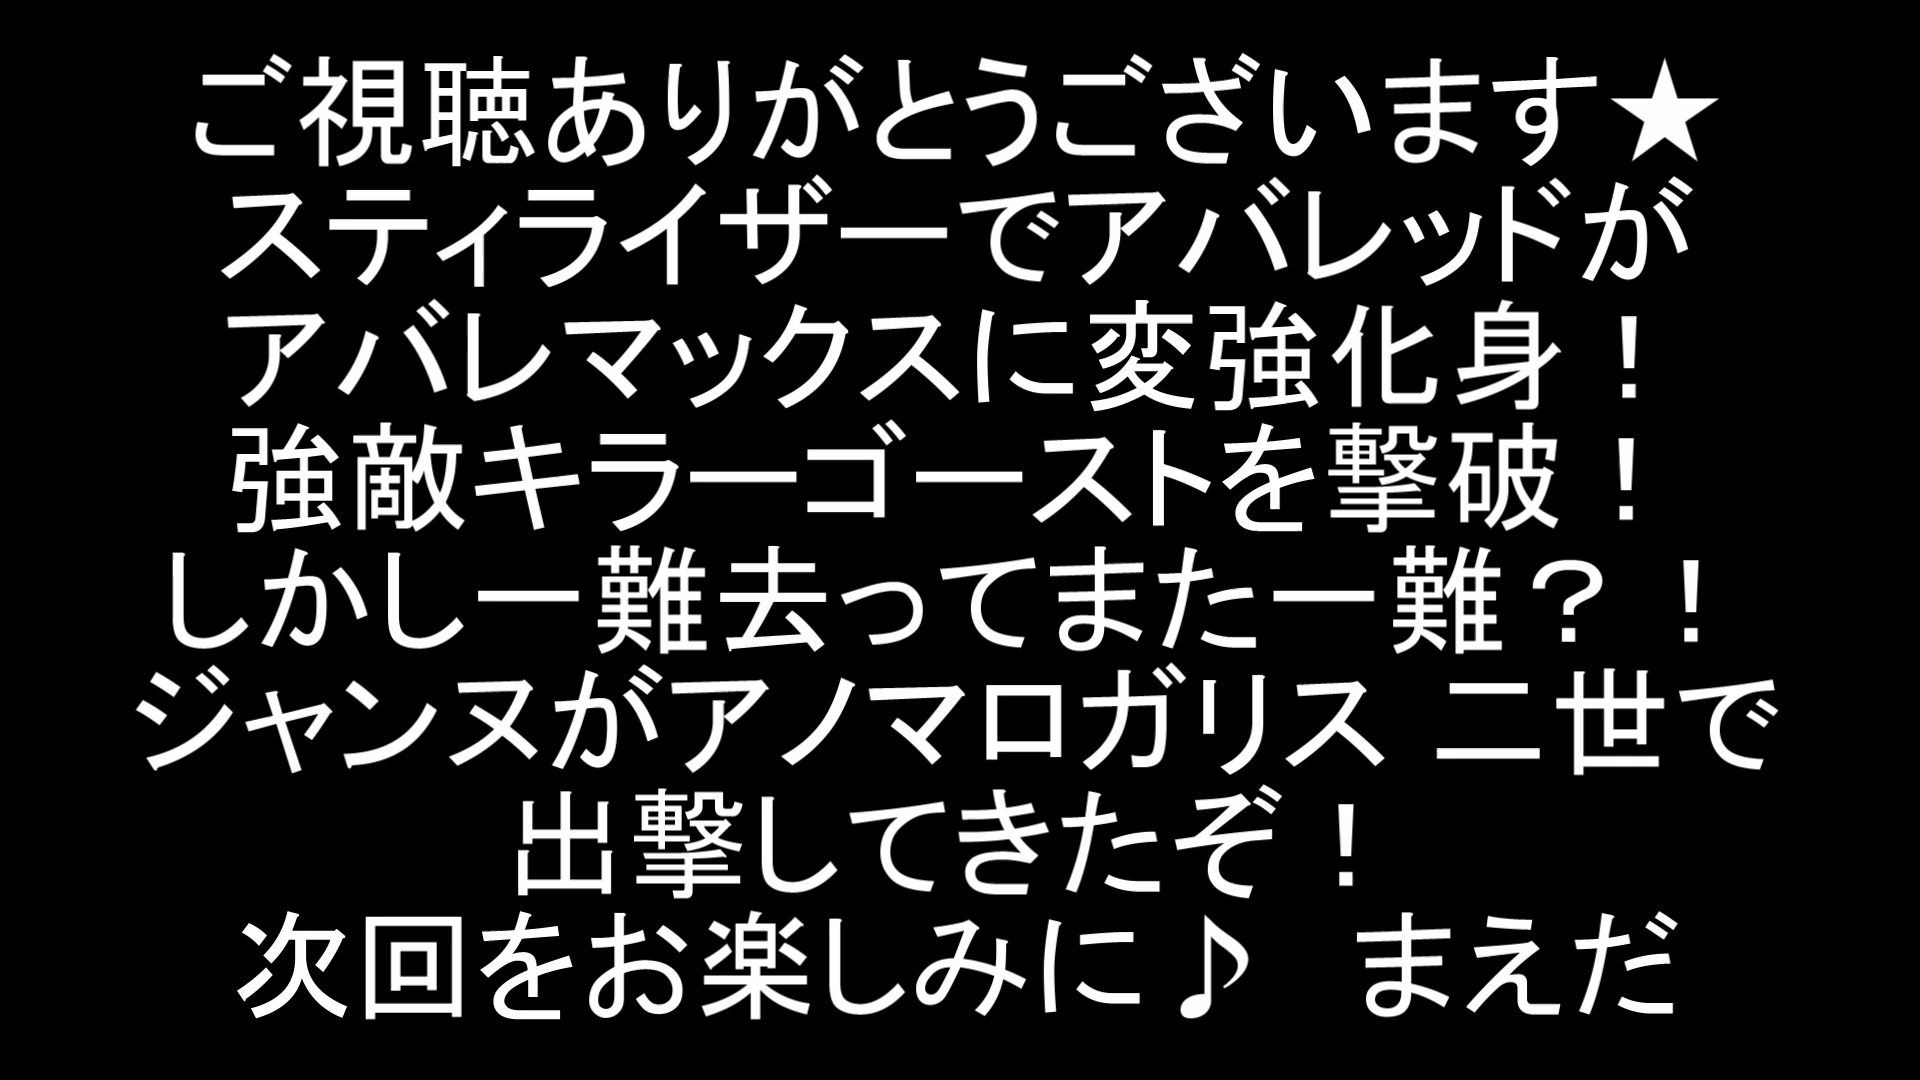 ご視聴ありがとうございます★
スティライザーでアバレッドが
アバレマックスに変強化身！
強敵キラーゴーストを撃破！
しかし一難去ってまた一難？！
ジャンヌがアノマロガリス 二世で
出撃してきたぞ！
次回をお楽しみに♪　まえだ